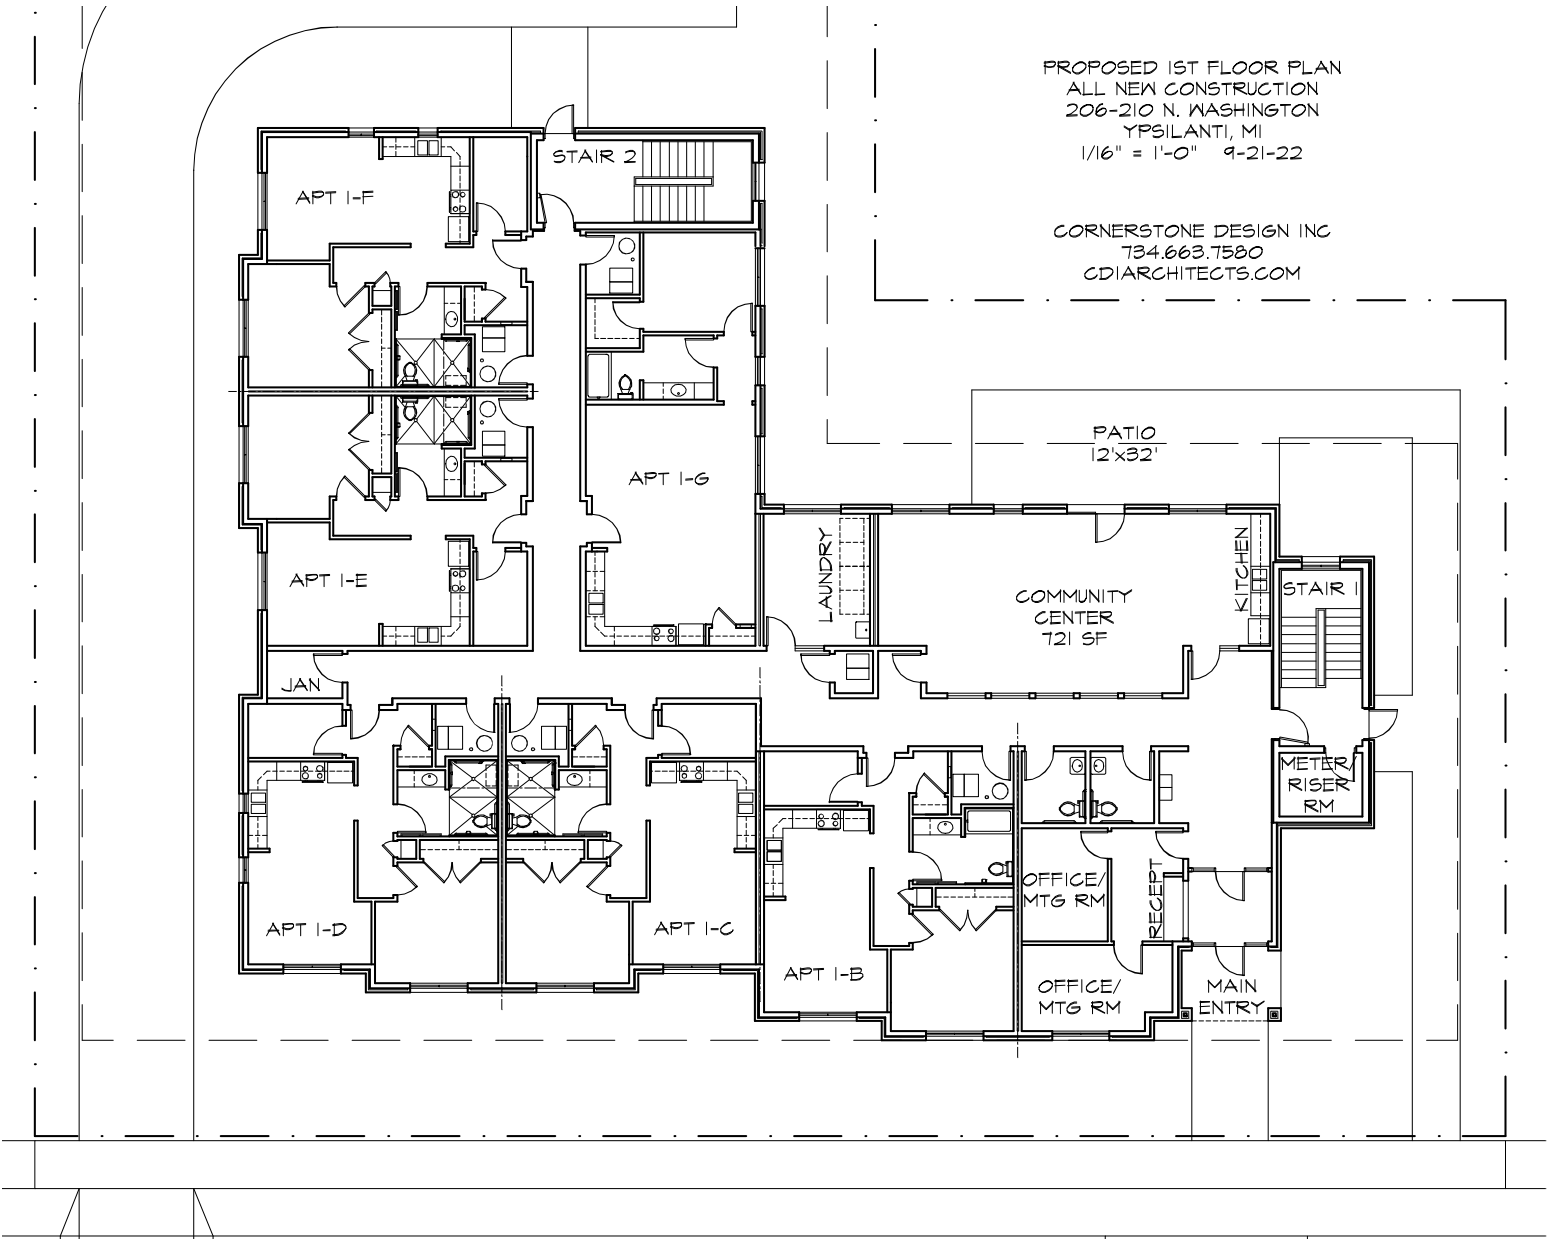 PROPOSED 1ST FLOOR PLAN
ALL NEW CONSTRUCTION
206-210 N. WASHINGTON
YPSILANTI, MI
1/16" = 1'-0" 9-21-22
CORNERSTONE DESIGN INC
734.663.7580
CDIARCHITECTS.COM
STAIR 2
APT 1-F
PATIO
12'x32'
APT 1-G
LAUNDRY
KITCHEN
APT 1-E
COMMUNITY
CENTER
721 SF
STAIR 1
JAN
METER/
RISER
RM
OFFICE/
MTG RM
RECEPT
APT 1-D
APT 1-C
APT 1-B
OFFICE/
MTG RM
MAIN
ENTRY